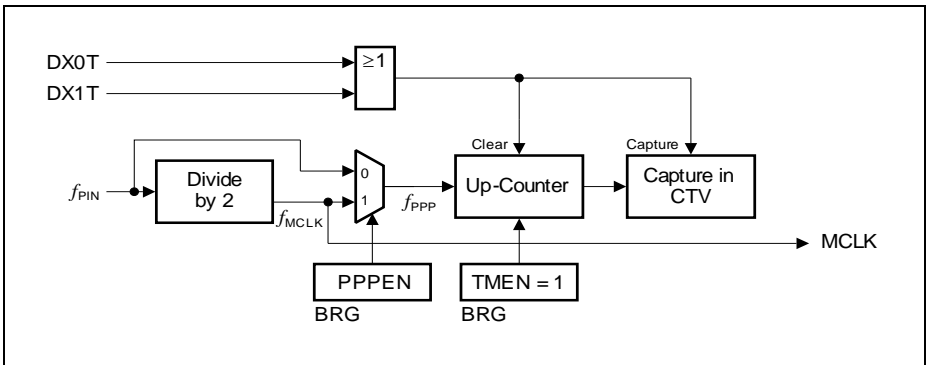 DX0T
DX1T
≥1
Clear
Capture
fPIN
Divide
by 2
fMCLK
0
1
fPPP
Up-Counter
Capture in
CTV
MCLK
PPPEN
BRG
TMEN = 1
BRG